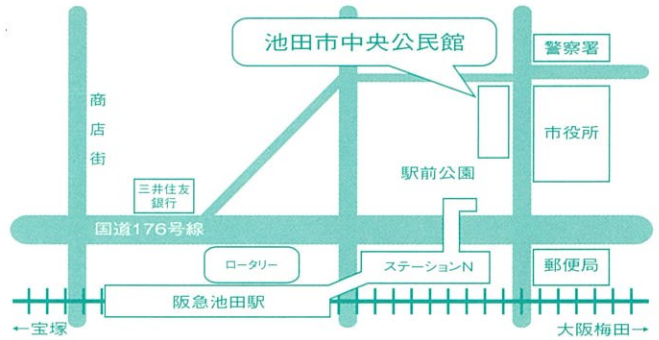 池田市中央公民館
警察署
商店街
市役所
駅前公園
三井住友
銀行
国道176号線
ロータリー
ステーションN
郵便局
阪急池田駅
←宝塚
大阪梅田→